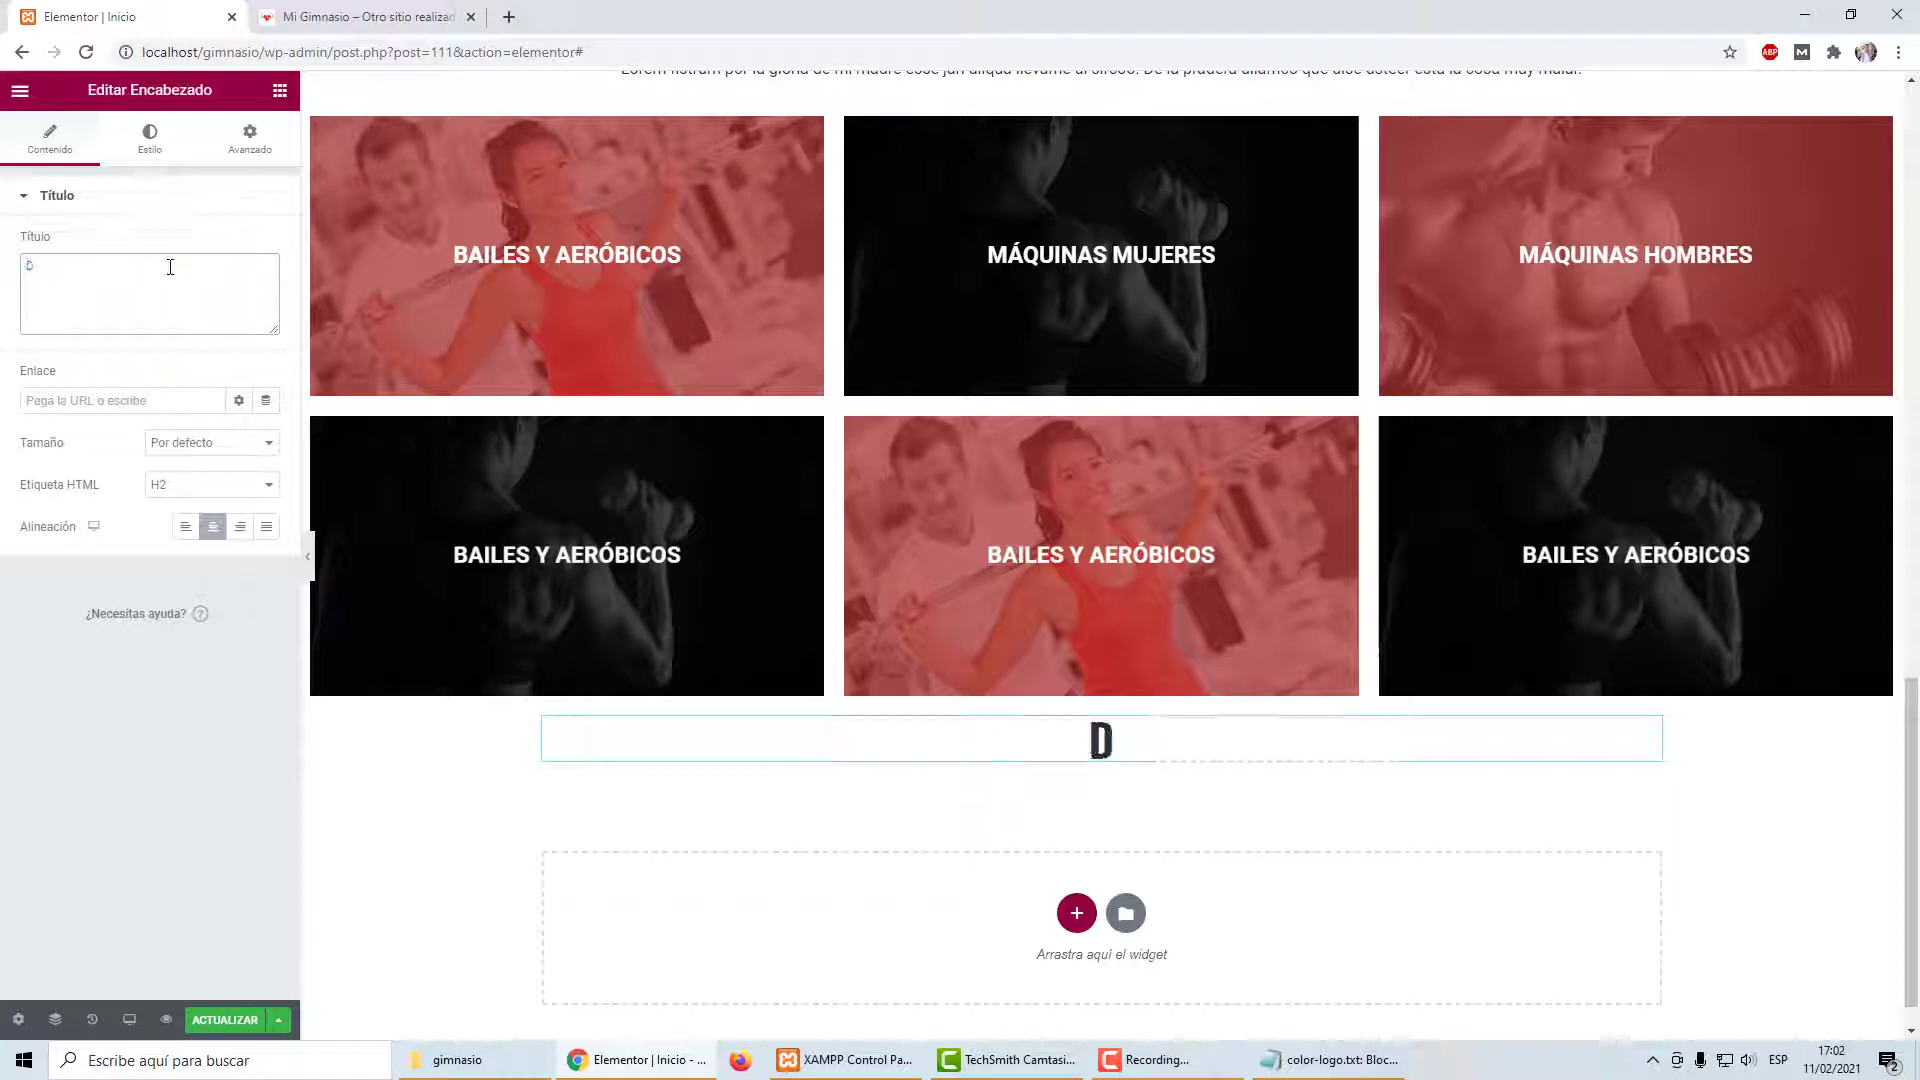 Elementor | Inicio
Mi Gimnasio – Otro sitio realizad
localhost/gimnasio/wp-admin/post.php?post=111&action=elementor#
ABP
Editar Encabezado
Contenido
Estilo
Avanzado
Título
Título
D
Enlace
Pega la URL o escribe
Tamaño
Por defecto
Etiqueta HTML
H2
Alineación
¿Necesitas ayuda?
ACTUALIZAR
BAILES Y AERÓBICOS
MÁQUINAS MUJERES
MÁQUINAS HOMBRES
BAILES Y AERÓBICOS
BAILES Y AERÓBICOS
BAILES Y AERÓBICOS
D
Arrastra aquí el widget
Escribe aquí para buscar
gimnasio
Elementor | Inicio - ...
XAMPP Control Pa...
TechSmith Camtasi...
Recording...
color-logo.txt: Bloc...
ESP
17:02
11/02/2021
2